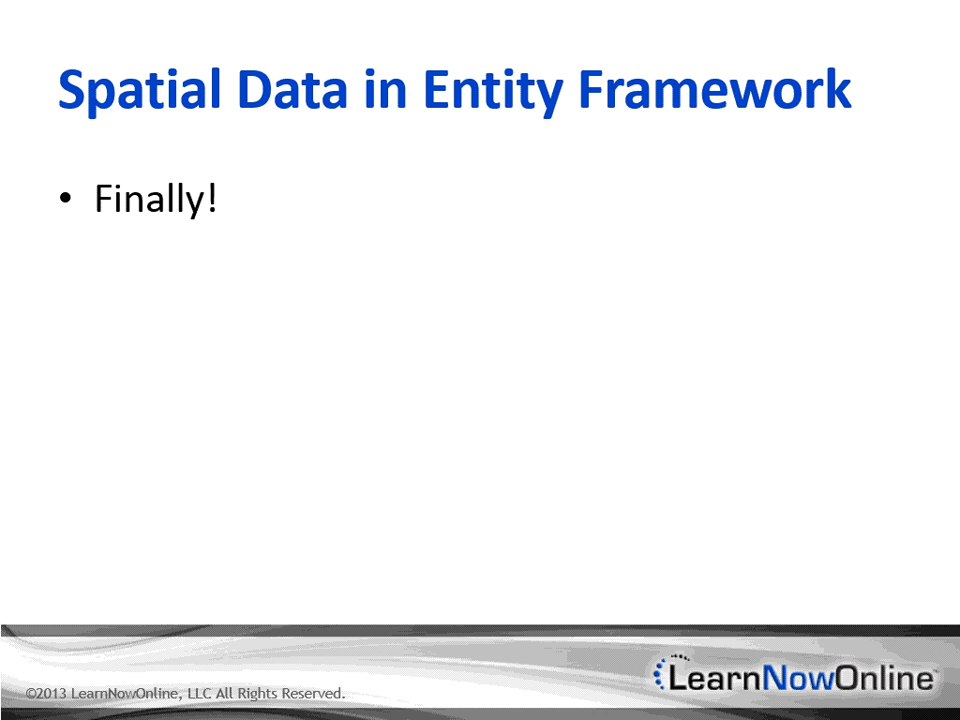 Spatial Data in Entity Framework
• Finally!
©2013 LearnNowOnline, LLC All Rights Reserved.
LearnNowOnline